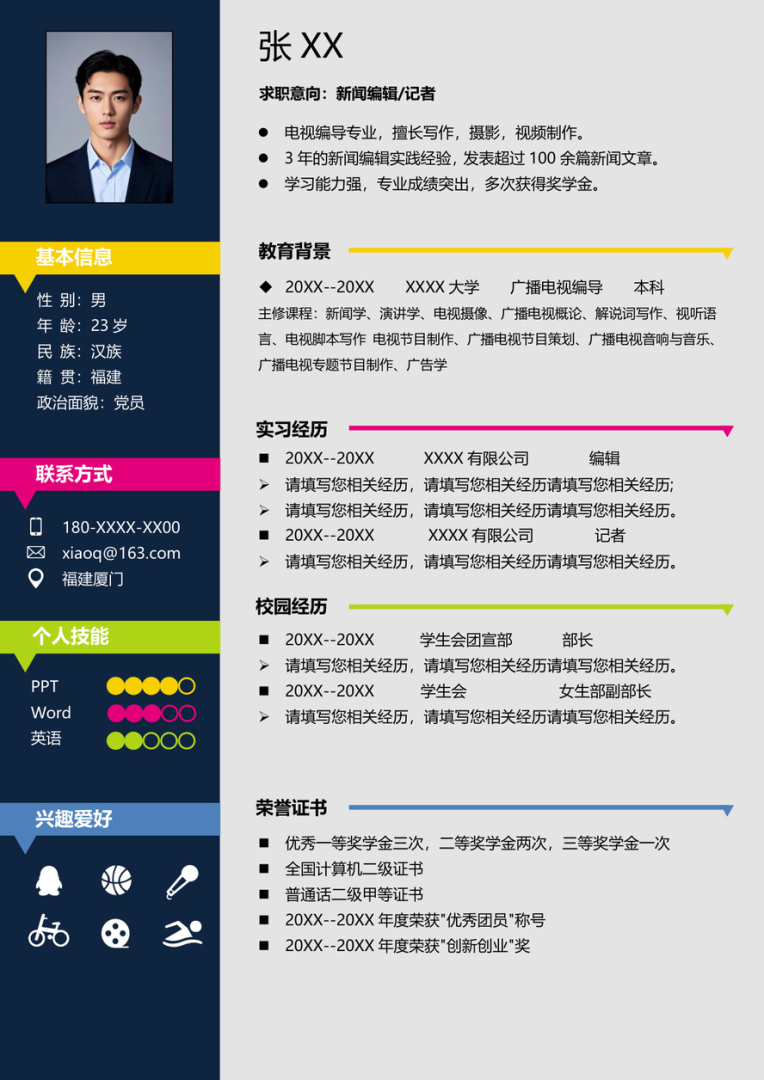 张 XX
求职意向：新闻编辑/记者
电视编导专业，擅长写作，摄影，视频制作。
3 年的新闻编辑实践经验，发表超过 100 余篇新闻文章。
学习能力强，专业成绩突出，多次获得奖学金。
基本信息
性 别：男
年 龄：23 岁
民 族：汉族
籍 贯：福建
政治面貌：党员
联系方式
180-XXXX-XX00
xiaoq@163.com
福建厦门
个人技能
PPT
Word
英语
兴趣爱好
教育背景
20XX--20XX XXXX 大学 广播电视编导 本科
主修课程：新闻学、演讲学、电视摄像、广播电视概论、解说词写作、视听语
言、电视脚本写作 电视节目制作、广播电视节目策划、广播电视音响与音乐、
广播电视专题节目制作、广告学
实习经历
20XX--20XX XXXX 有限公司 编辑
请填写您相关经历，请填写您相关经历请填写您相关经历;
请填写您相关经历，请填写您相关经历请填写您相关经历。
20XX--20XX XXXX 有限公司 记者
请填写您相关经历，请填写您相关经历请填写您相关经历。
校园经历
20XX--20XX 学生会团宣部 部长
请填写您相关经历，请填写您相关经历请填写您相关经历。
20XX--20XX 学生会 女生部副部长
请填写您相关经历，请填写您相关经历请填写您相关经历。
荣誉证书
优秀一等奖学金三次，二等奖学金两次，三等奖学金一次
全国计算机二级证书
普通话二级甲等证书
20XX--20XX 年度荣获"优秀团员"称号
20XX--20XX 年度荣获"创新创业"奖